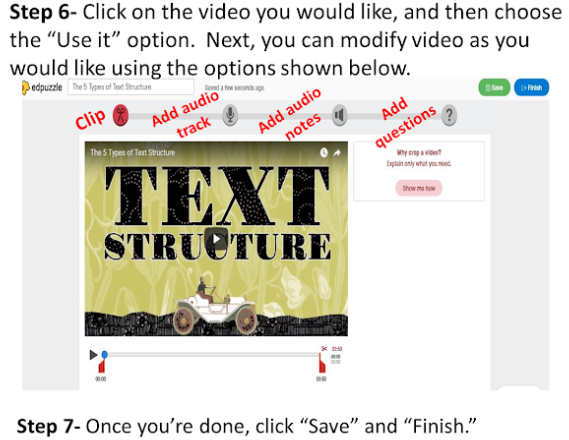 Step 6- Click on the video you would like, and then choose
the “Use it” option.  Next, you can modify video as you
would like using the options shown below.
edpuzzle The 5 Types of Text Structure Saved a few seconds ago Save Finish
Clip
Add audio
track
Add audio
notes
Add
questions
?
The 5 Types of Text Structure
TEXT
STRUCTURE
Why crop a video?
Explain only what you need.
Show me how
03:50
00:00
00:00
03:50
Step 7- Once you’re done, click “Save” and “Finish.”